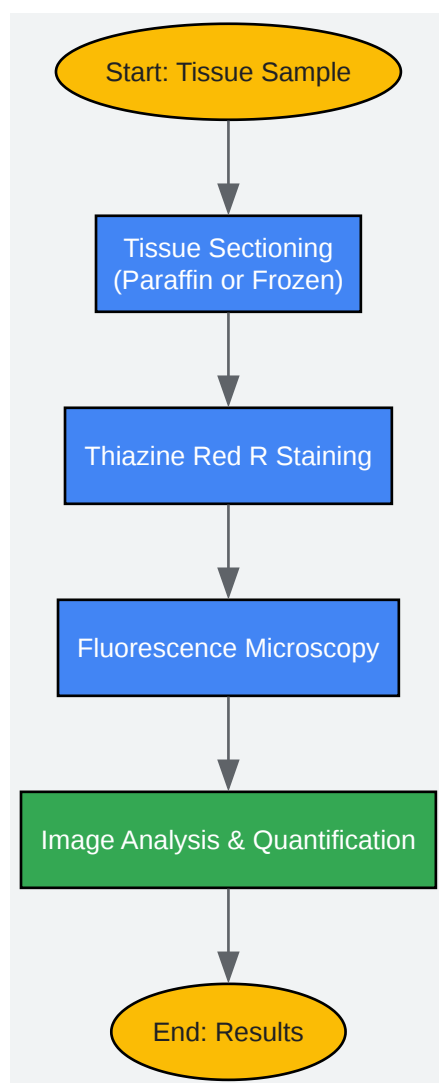 Start: Tissue Sample
Tissue Sectioning
(Paraffin or Frozen)
Thiazine Red R Staining
Fluorescence Microscopy
Image Analysis & Quantification
End: Results